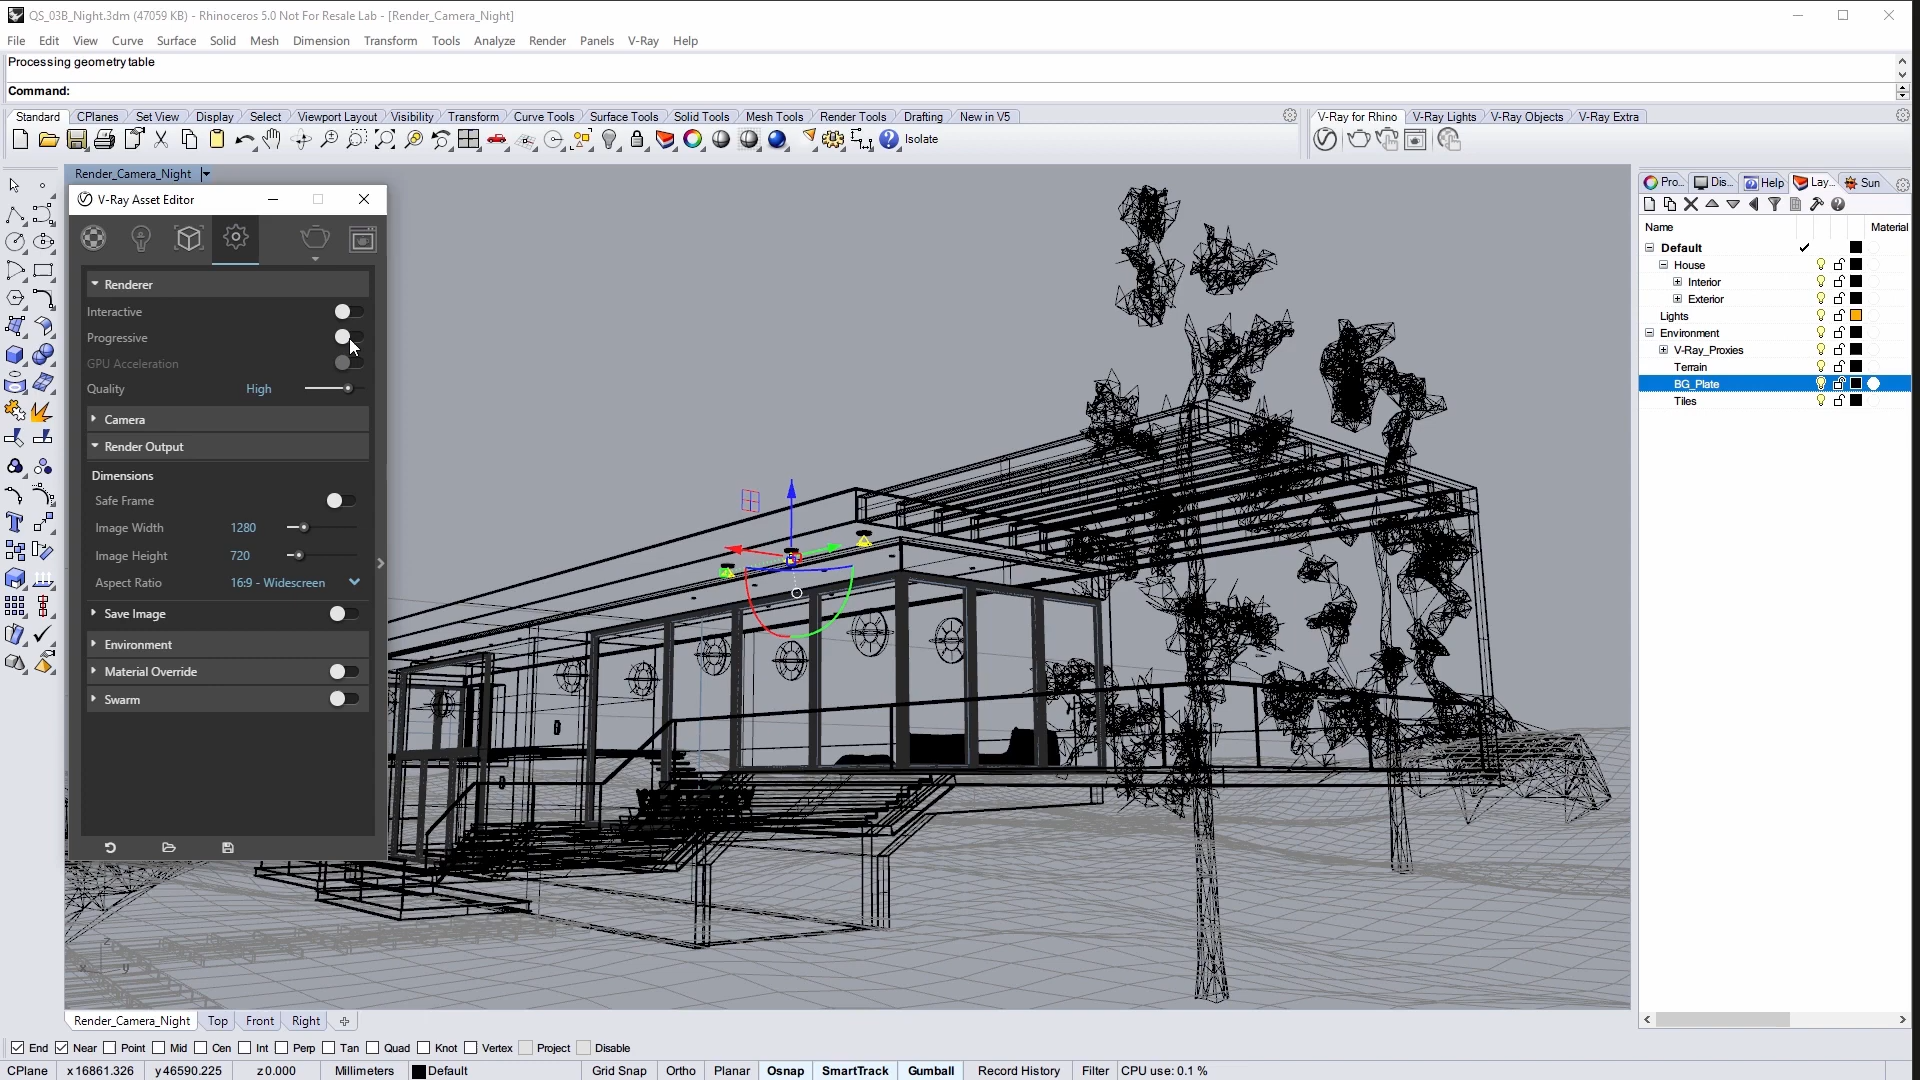 QS_03B_Night.3dm (47059 KB) - Rhinoceros 5.0 Not For Resale Lab - [Render_Camera_Night]
File Edit View Curve Surface Solid Mesh Dimension Transform Tools Analyze Render Panels V-Ray Help
Processing geometry table
Command:
Standard CPlanes Set View Display Select Viewport Layout Visibility Transform Curve Tools Surface Tools Solid Tools Mesh Tools Render Tools Drafting New in V5 V-Ray for Rhino V-Ray Lights V-Ray Objects V-Ray Extra
Isolate
Render_Camera_Night
V-Ray Asset Editor
Renderer
Interactive
Progressive
GPU Acceleration
Quality High
Camera
Render Output
Dimensions
Safe Frame
Image Width 1280
Image Height 720
Aspect Ratio 16:9 - Widescreen
Save Image
Environment
Material Override
Swarm
z
x y
Pro... Dis... Help Lay... Sun
Name Material
Default
House
Interior
Exterior
Lights
Environment
V-Ray_Proxies
Terrain
BG_Plate
Tiles
Render_Camera_Night Top Front Right
End Near Point Mid Cen Int Perp Tan Quad Knot Vertex Project Disable
CPlane x 16861.326 y 46590.225 z 0.000 Millimeters Default Grid Snap Ortho Planar Osnap SmartTrack Gumball Record History Filter CPU use: 0.1 %